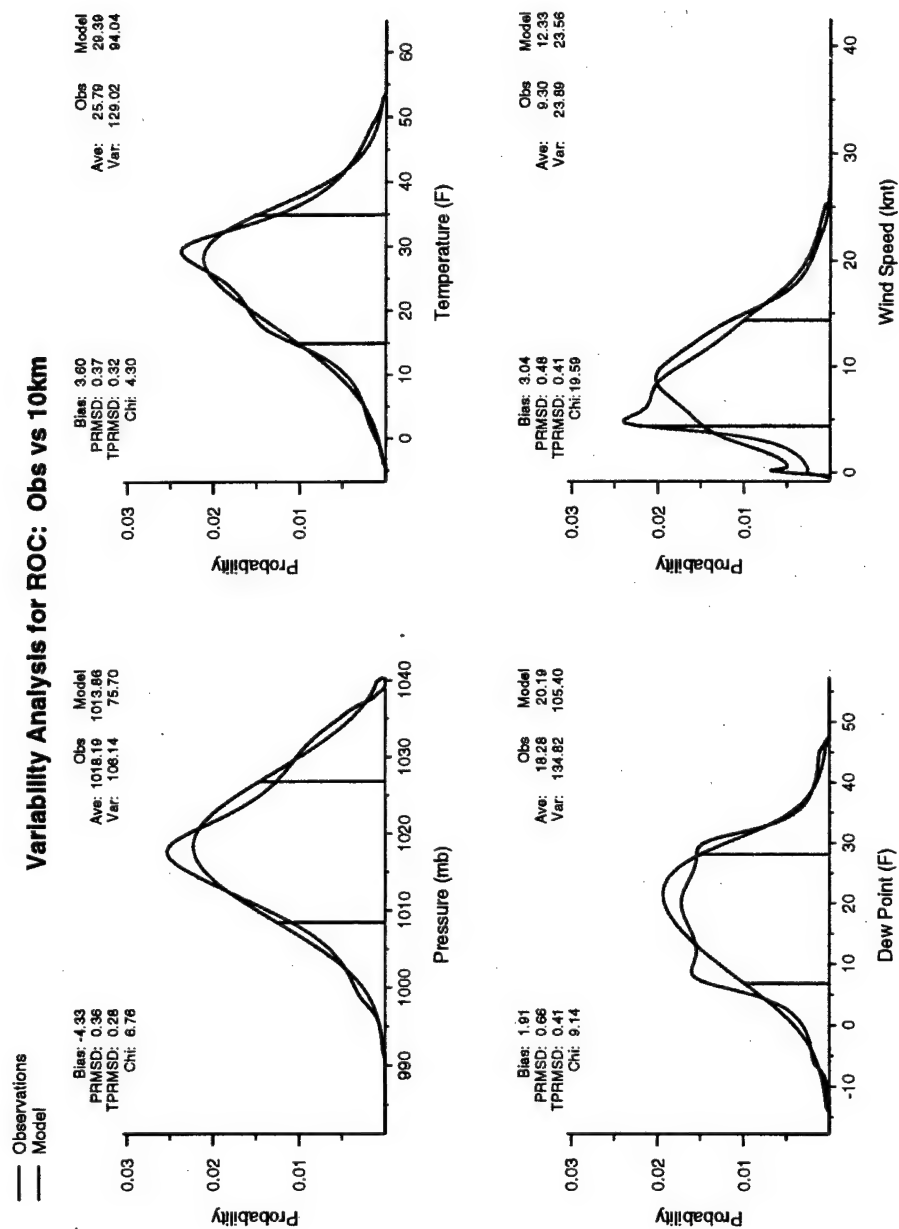 Observations
Model
Variability Analysis for ROC: Obs vs 10km
Bias: -4.33
PRMSD: 0.36
TPRMSD: 0.28
Chi: 6.76
Obs Model
Ave: 1018.19 1013.86
Var: 106.14 75.70
0.03
0.02
0.01
Probability
990 1000 1010 1020 1030 1040
Pressure (mb)
Bias: 3.60
PRMSD: 0.37
TPRMSD: 0.32
Chi: 4.30
Obs Model
Ave: 25.79 29.39
Var: 129.02 94.04
0.03
0.02
0.01
Probability
0 10 20 30 40 50 60
Temperature (F)
Bias: 1.91
PRMSD: 0.66
TPRMSD: 0.41
Chi: 9.14
Obs Model
Ave: 18.28 20.19
Var: 134.82 105.40
0.03
0.02
0.01
Probability
-10 0 10 20 30 40 50
Dew Point (F)
Bias: 3.04
PRMSD: 0.48
TPRMSD: 0.41
Chi: 19.59
Obs Model
Ave: 9.30 12.33
Var: 23.89 23.56
0.03
0.02
0.01
Probability
0 10 20 30 40
Wind Speed (knt)